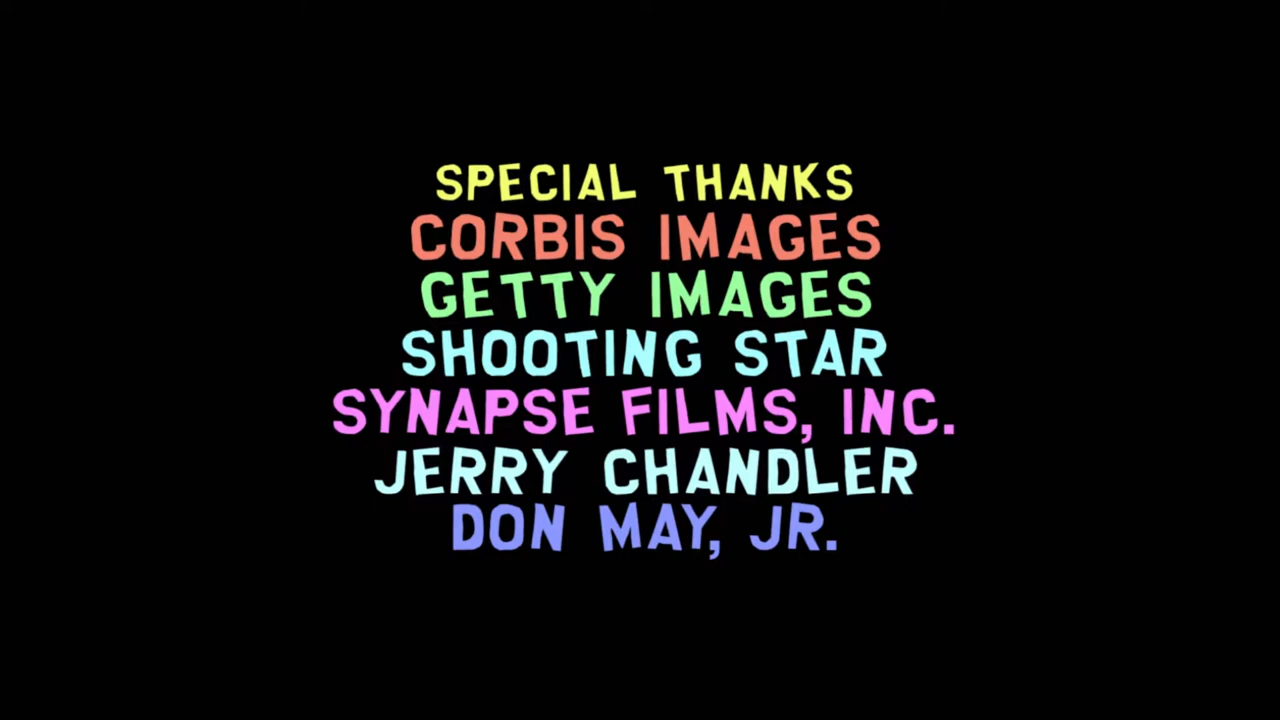 SPECIAL THANKS
CORBIS IMAGES
GETTY IMAGES
SHOOTING STAR
SYNAPSE FILMS, INC.
JERRY CHANDLER
DON MAY, JR.